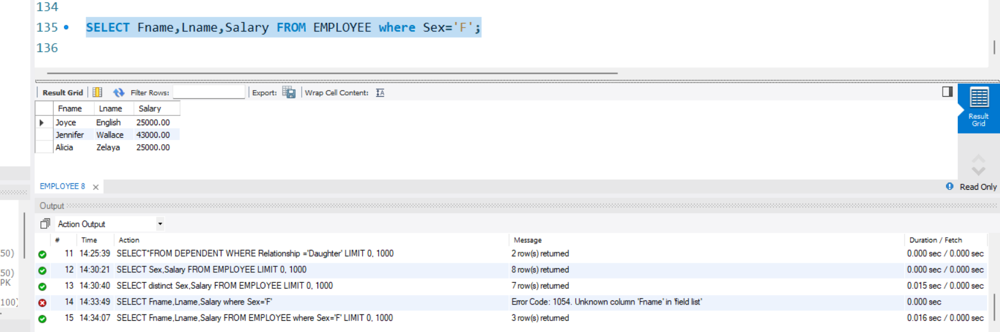 134
135 SELECT Fname,Lname,Salary FROM EMPLOYEE where Sex='F';
136
Result Grid Filter Rows: Export: Wrap Cell Content:
Fname Lname Salary
Joyce English 25000.00
Jennifer Wallace 43000.00
Alicia Zelaya 25000.00
Result
Grid
EMPLOYEE 8 Read Only
Output
Action Output
# Time Action Message Duration / Fetch
50) 11 14:25:39 SELECT*FROM DEPENDENT WHERE Relationship ='Daughter' LIMIT 0, 1000 2 row(s) returned 0.000 sec / 0.000 sec
50) 12 14:30:21 SELECT Sex,Salary FROM EMPLOYEE LIMIT 0, 1000 8 row(s) returned 0.000 sec / 0.000 sec
PK 13 14:30:40 SELECT distinct Sex,Salary FROM EMPLOYEE LIMIT 0, 1000 7 row(s) returned 0.015 sec / 0.000 sec
100) 14 14:33:49 SELECT Fname,Lname,Salary where Sex='F' Error Code: 1054. Unknown column 'Fname' in 'field list' 0.000 sec
15 14:34:07 SELECT Fname,Lname,Salary FROM EMPLOYEE where Sex='F' LIMIT 0, 1000 3 row(s) returned 0.016 sec / 0.000 sec